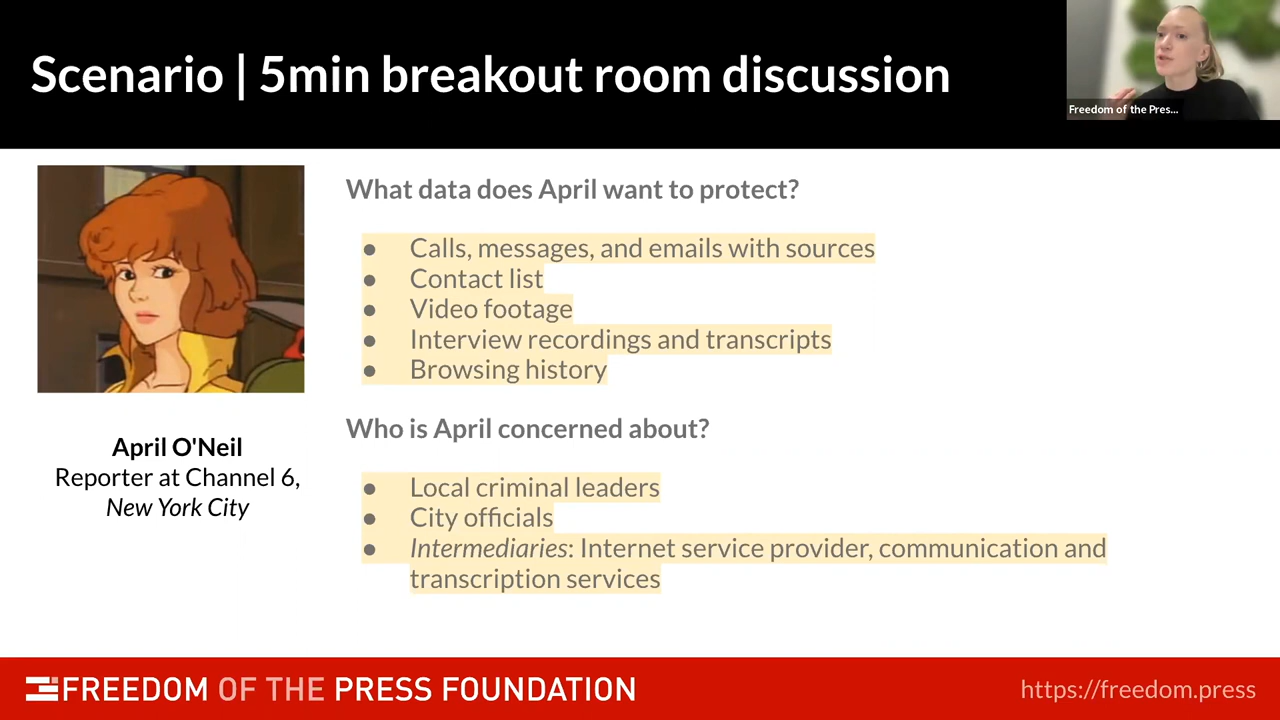 Scenario | 5min breakout room discussion
Freedom of the Pres...
What data does April want to protect?
● Calls, messages, and emails with sources
● Contact list
● Video footage
● Interview recordings and transcripts
● Browsing history
Who is April concerned about?
● Local criminal leaders
● City officials
● Intermediaries: Internet service provider, communication and
transcription services
April O'Neil
Reporter at Channel 6,
New York City
FREEDOM OF THE PRESS FOUNDATION
https://freedom.press